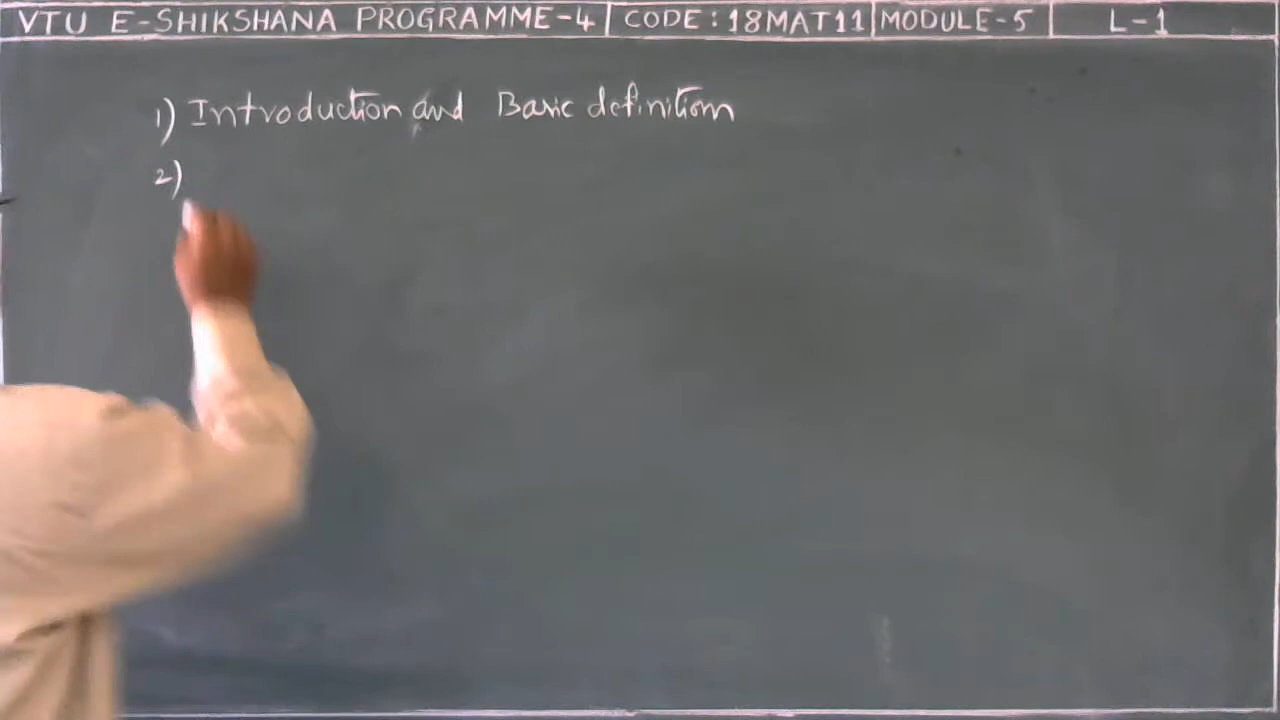 VTU E-SHIKSHANA PROGRAMME-4 CODE: 18MAT11 MODULE-5 L-1
1) Introduction and Basic definitions
2)